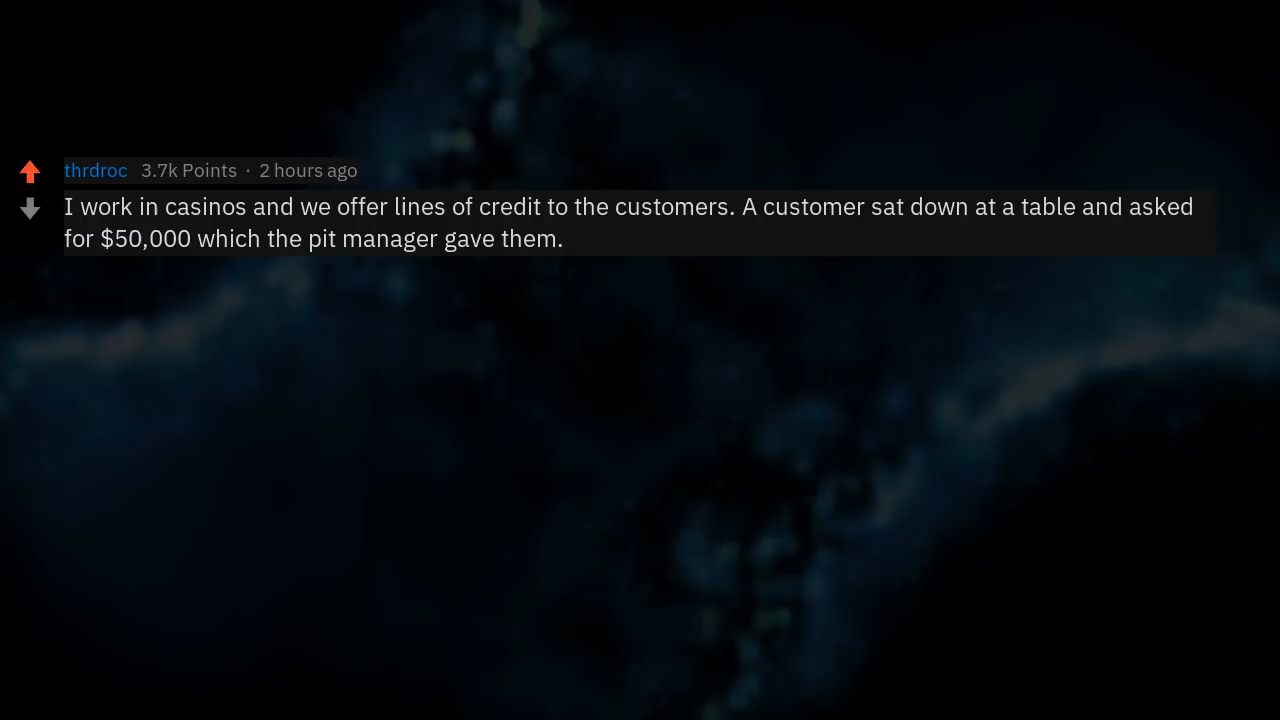 thrdroc 3.7k Points · 2 hours ago
I work in casinos and we offer lines of credit to the customers. A customer sat down at a table and asked
for $50,000 which the pit manager gave them.